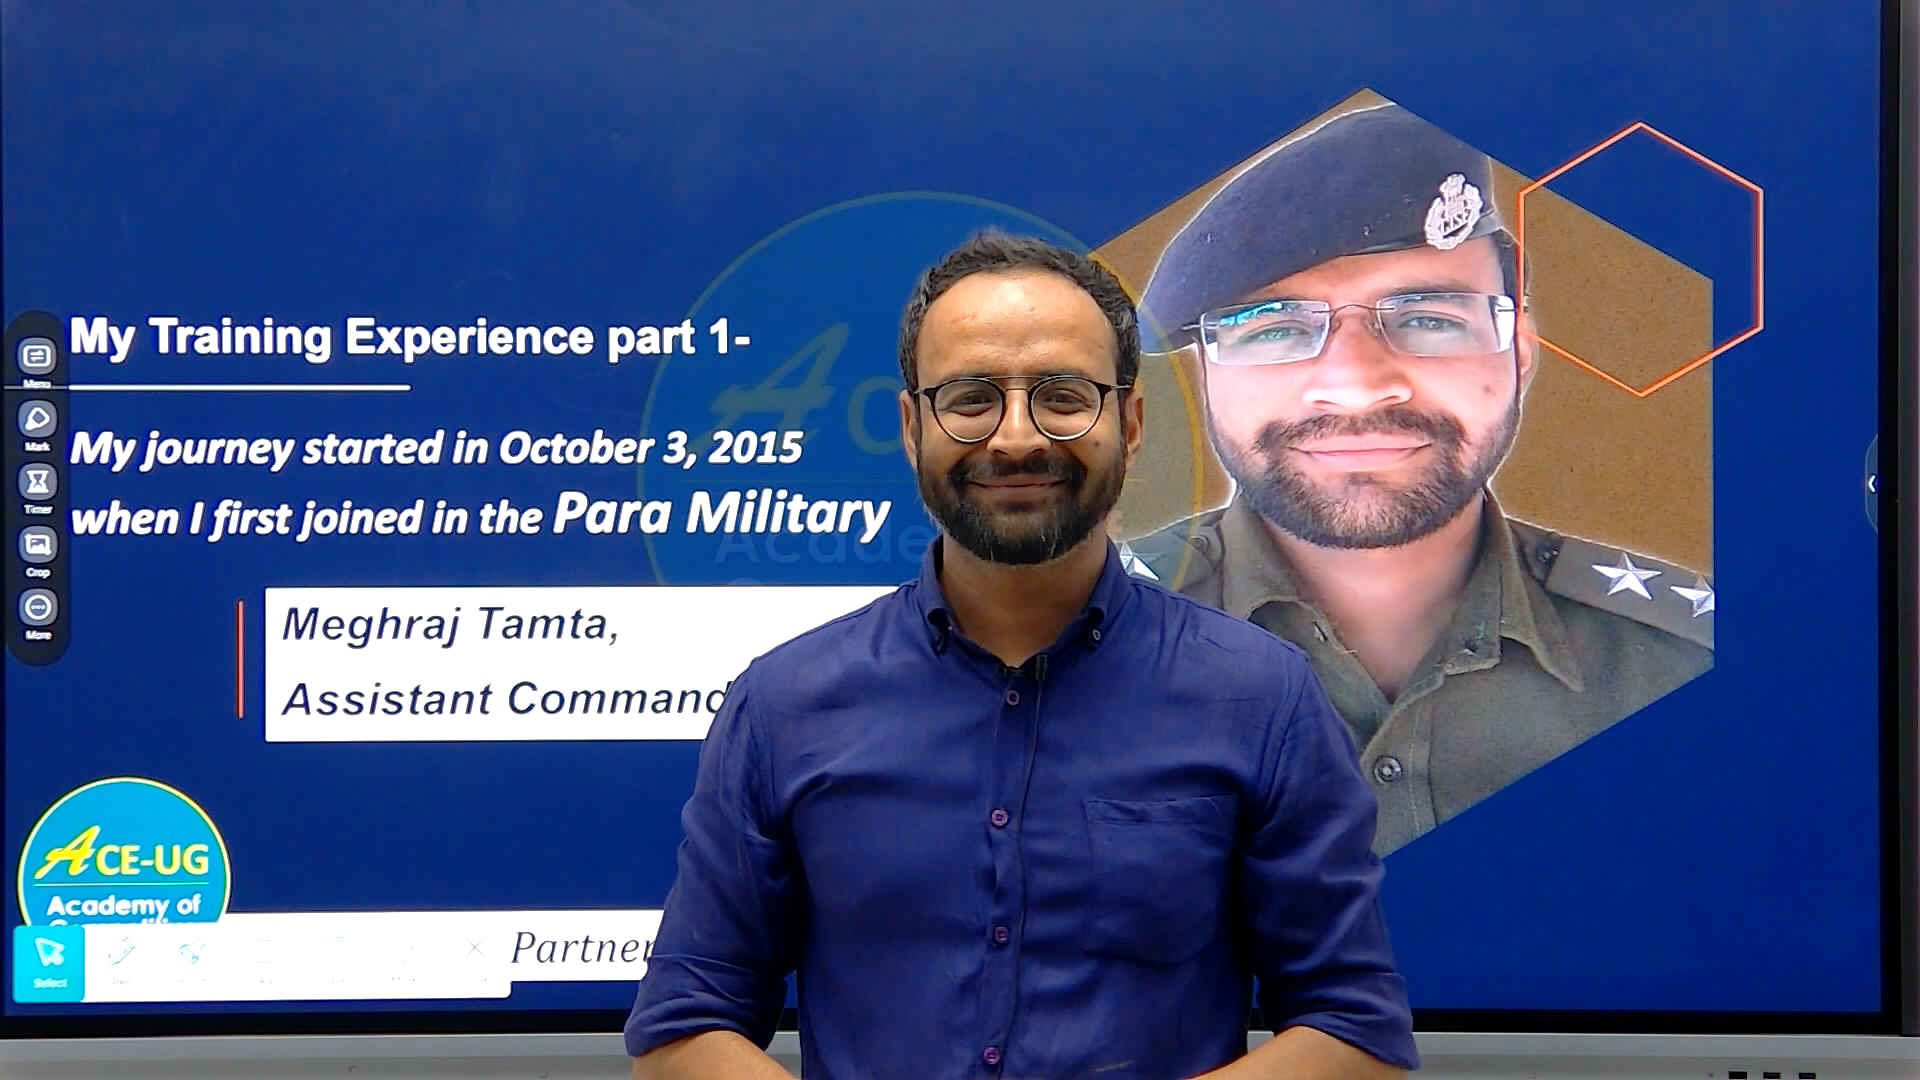 My Training Experience part 1-
My journey started in October 3, 2015
when I first joined in the Para Military
Meghraj Tamta,
Assistant Command
Menu
Mark
Timer
Crop
More
ACE-UG
Academy of
Select
Partner
CISF